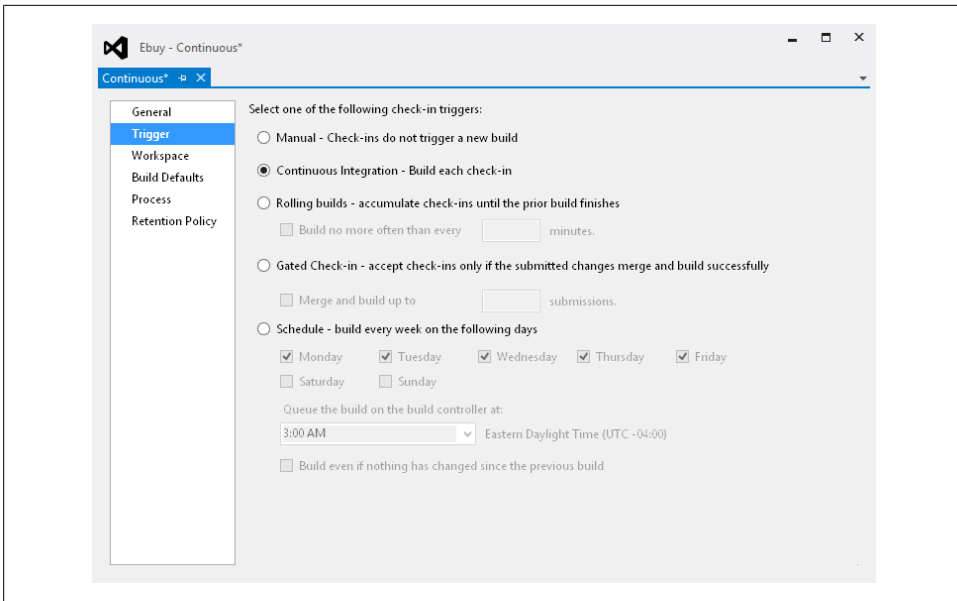 Ebuy - Continuous*
Continuous*
General
Trigger
Workspace
Build Defaults
Process
Retention Policy
Select one of the following check-in triggers:
Manual - Check-ins do not trigger a new build
Continuous Integration - Build each check-in
Rolling builds - accumulate check-ins until the prior build finishes
Build no more often than every minutes.
Gated Check-in - accept check-ins only if the submitted changes merge and build successfully
Merge and build up to submissions.
Schedule - build every week on the following days
Monday Tuesday Wednesday Thursday Friday
Saturday Sunday
Queue the build on the build controller at:
3:00 AM Eastern Daylight Time (UTC -04:00)
Build even if nothing has changed since the previous build